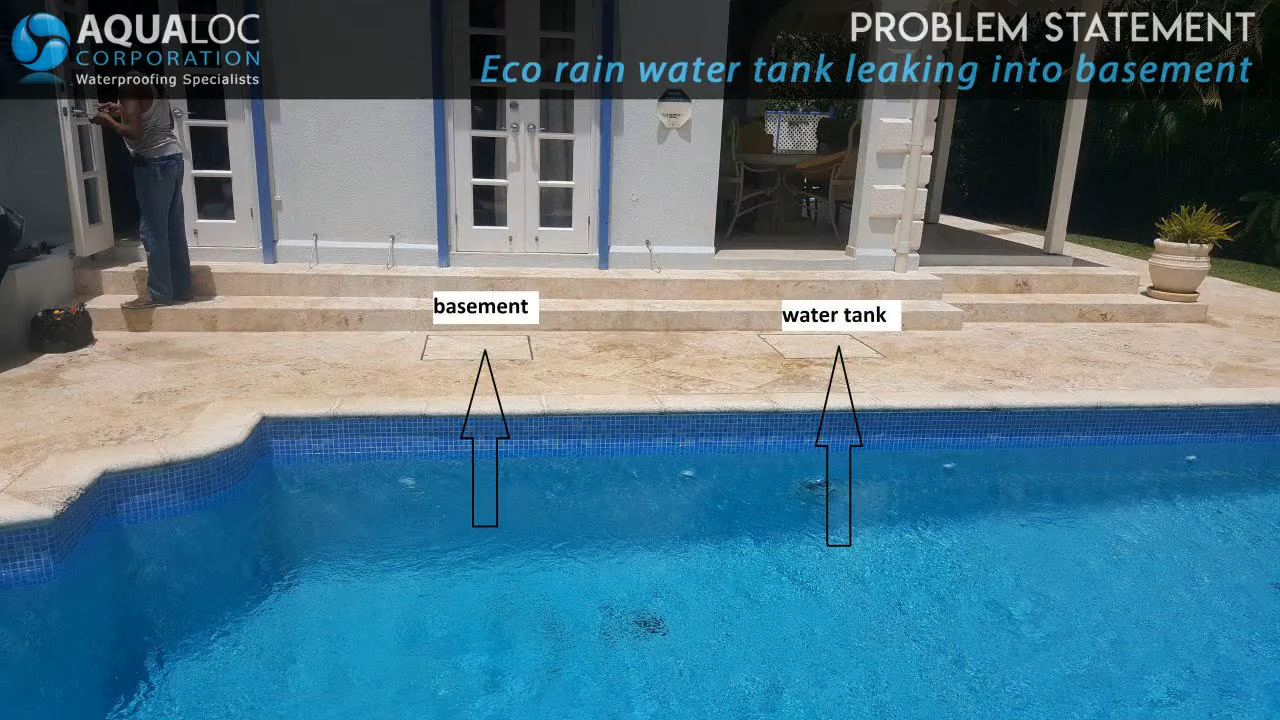 AQUALOC
CORPORATION
Waterproofing Specialists
PROBLEM STATEMENT
Eco rain water tank leaking into basement
basement
water tank